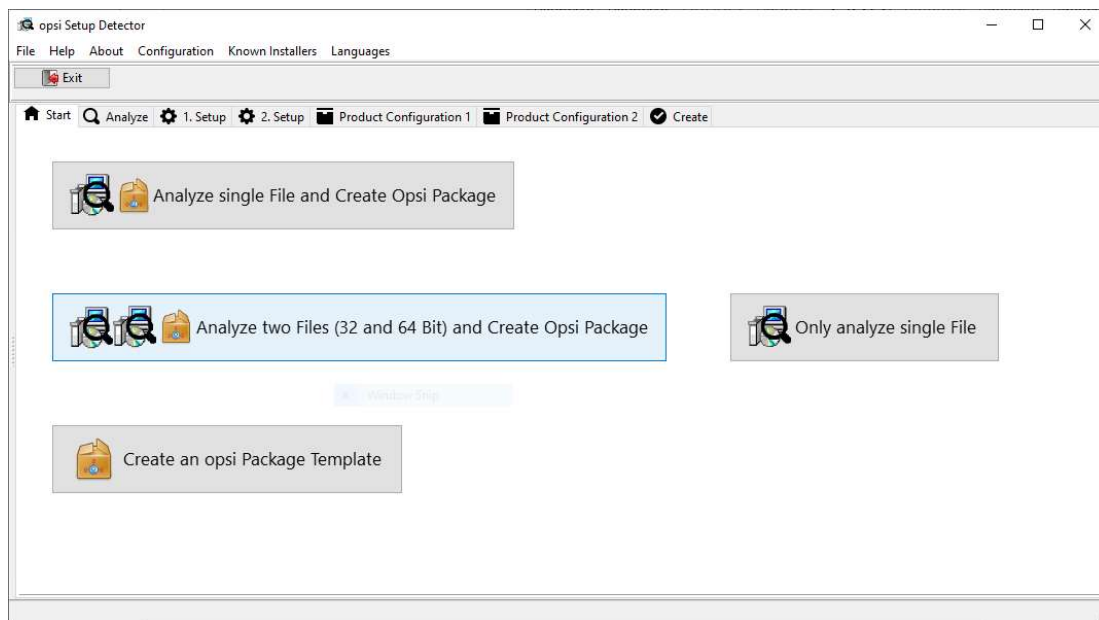 opsi Setup Detector
File Help About Configuration Known Installers Languages
Exit
Start Analyze 1. Setup 2. Setup Product Configuration 1 Product Configuration 2 Create
Analyze single File and Create Opsi Package
Analyze two Files (32 and 64 Bit) and Create Opsi Package
Only analyze single File
Window Snip
Create an opsi Package Template